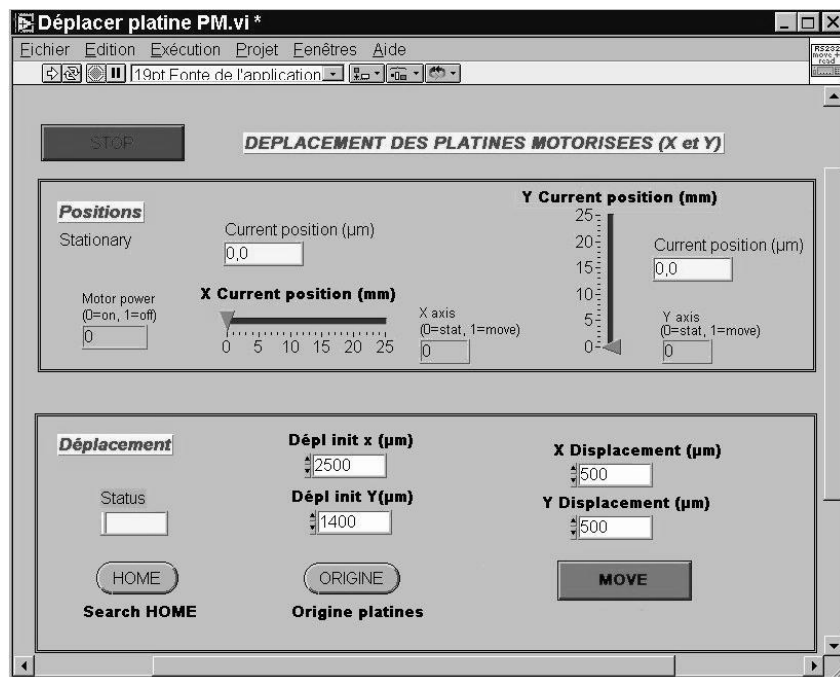 Déplacer platine PM.vi *
Fichier Edition Exécution Projet Fenêtres Aide
RS232
move +
read
19pt Fonte de l'application
STOP
DEPLACEMENT DES PLATINES MOTORISEES (X et Y)
Positions
Stationary
Current position (µm)
0,0
Motor power
(0=on, 1=off)
0
X Current position (mm)
0 5 10 15 20 25
X axis
(0=stat, 1=move)
0
Y Current position (mm)
25
20
15
10
5
0
Current position (µm)
0,0
Y axis
(0=stat, 1=move)
0
Déplacement
Status
Dépl init x (µm)
2500
Dépl init Y(µm)
1400
X Displacement (µm)
500
Y Displacement (µm)
500
HOME
Search HOME
ORIGINE
Origine platines
MOVE